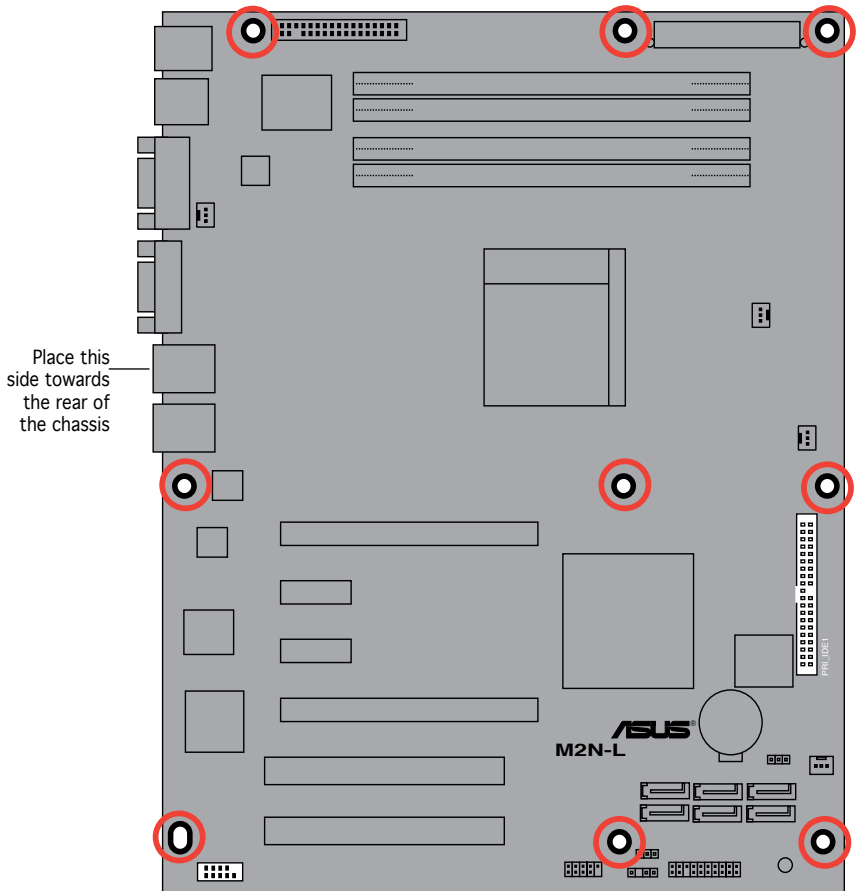 Place this
side towards
the rear of
the chassis
PRI_IDE1
ASUS®
M2N-L